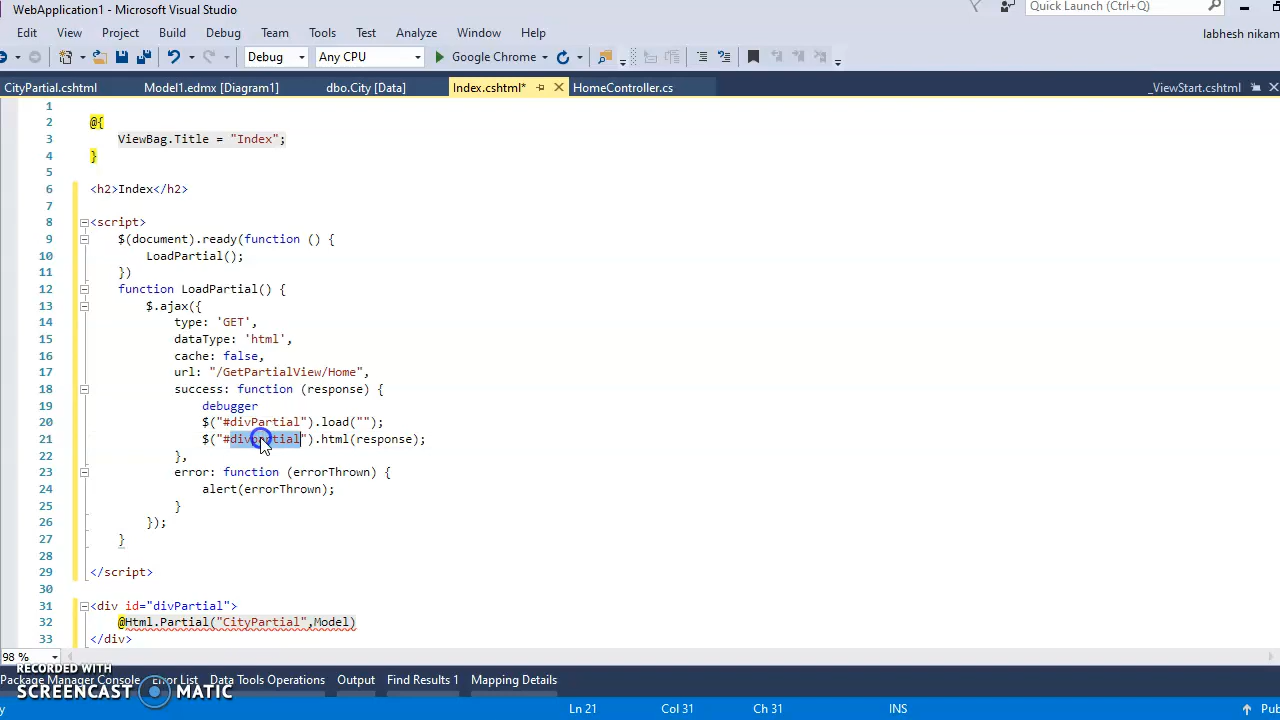 WebApplication1 - Microsoft Visual Studio
Quick Launch (Ctrl+Q)
Edit View Project Build Debug Team Tools Test Analyze Window Help
labhesh nikam
Debug Any CPU Google Chrome
CityPartial.cshtml Model1.edmx [Diagram1] dbo.City [Data] Index.cshtml* HomeController.cs _ViewStart.cshtml
1
2 @{
3 ViewBag.Title = "Index";
4 }
5
6 <h2>Index</h2>
7
8 <script>
9 $(document).ready(function () {
10 LoadPartial();
11 })
12 function LoadPartial() {
13 $.ajax({
14 type: 'GET',
15 dataType: 'html',
16 cache: false,
17 url: "/GetPartialView/Home",
18 success: function (response) {
19 debugger
20 $("#divPartial").load("");
21 $("#divPartial").html(response);
22 },
23 error: function (errorThrown) {
24 alert(errorThrown);
25 }
26 });
27 }
28
29 </script>
30
31 <div id="divPartial">
32 @Html.Partial("CityPartial",Model)
33 </div>
98 %
RECORDED WITH
Package Manager Console Error List Data Tools Operations Output Find Results 1 Mapping Details
SCREENCAST MATIC
Ln 21 Col 31 Ch 31 INS